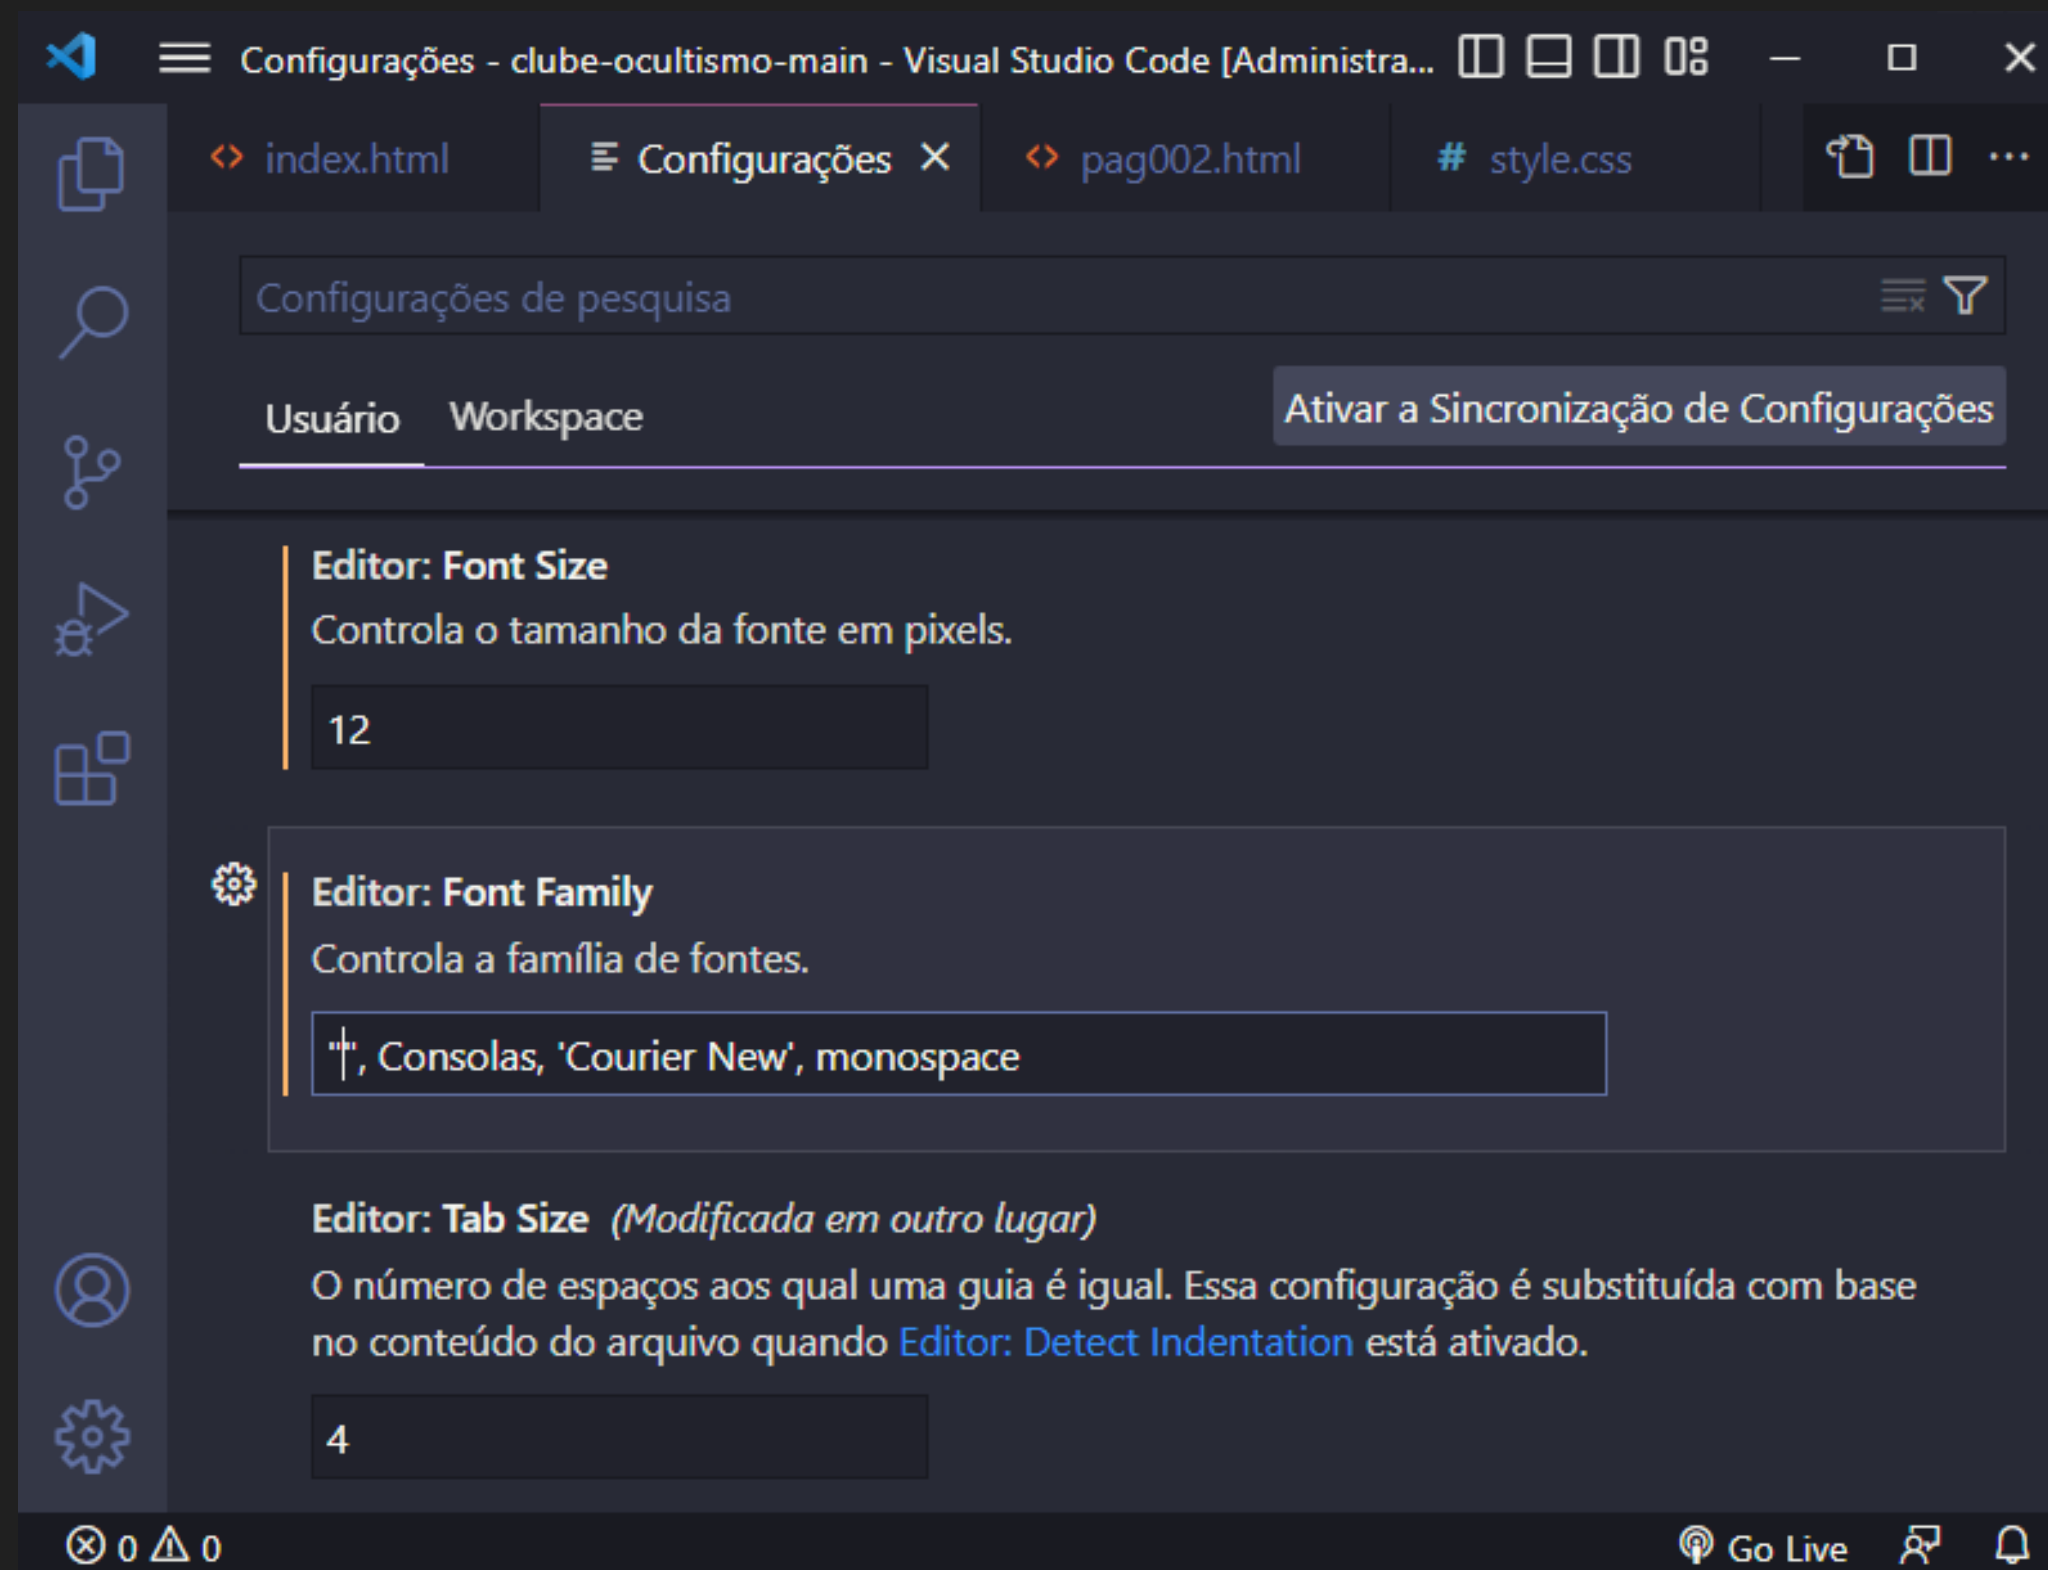 Configurações - clube-ocultismo-main - Visual Studio Code [Administra...
index.html
Configurações
pag002.html
# style.css
Configurações de pesquisa
Usuário
Workspace
Ativar a Sincronização de Configurações
Editor: Font Size
Controla o tamanho da fonte em pixels.
12
Editor: Font Family
Controla a família de fontes.
"", Consolas, 'Courier New', monospace
Editor: Tab Size (Modificada em outro lugar)
O número de espaços aos qual uma guia é igual. Essa configuração é substituída com base
no conteúdo do arquivo quando Editor: Detect Indentation está ativado.
4
0 0
Go Live